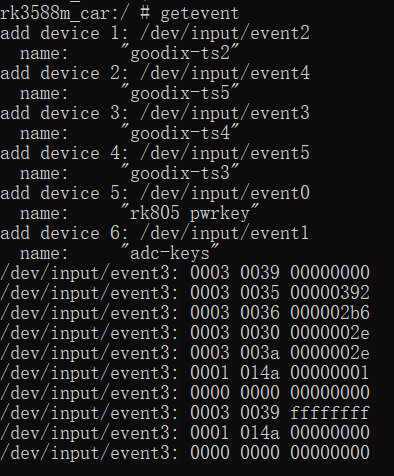 rk3588m_car:/ # getevent
add device 1: /dev/input/event2
  name:     "goodix-ts2"
add device 2: /dev/input/event4
  name:     "goodix-ts5"
add device 3: /dev/input/event3
  name:     "goodix-ts4"
add device 4: /dev/input/event5
  name:     "goodix-ts3"
add device 5: /dev/input/event0
  name:     "rk805 pwrkey"
add device 6: /dev/input/event1
  name:     "adc-keys"
/dev/input/event3: 0003 0039 00000000
/dev/input/event3: 0003 0035 00000392
/dev/input/event3: 0003 0036 000002b6
/dev/input/event3: 0003 0030 0000002e
/dev/input/event3: 0003 003a 0000002e
/dev/input/event3: 0001 014a 00000001
/dev/input/event3: 0000 0000 00000000
/dev/input/event3: 0003 0039 ffffffff
/dev/input/event3: 0001 014a 00000000
/dev/input/event3: 0000 0000 00000000